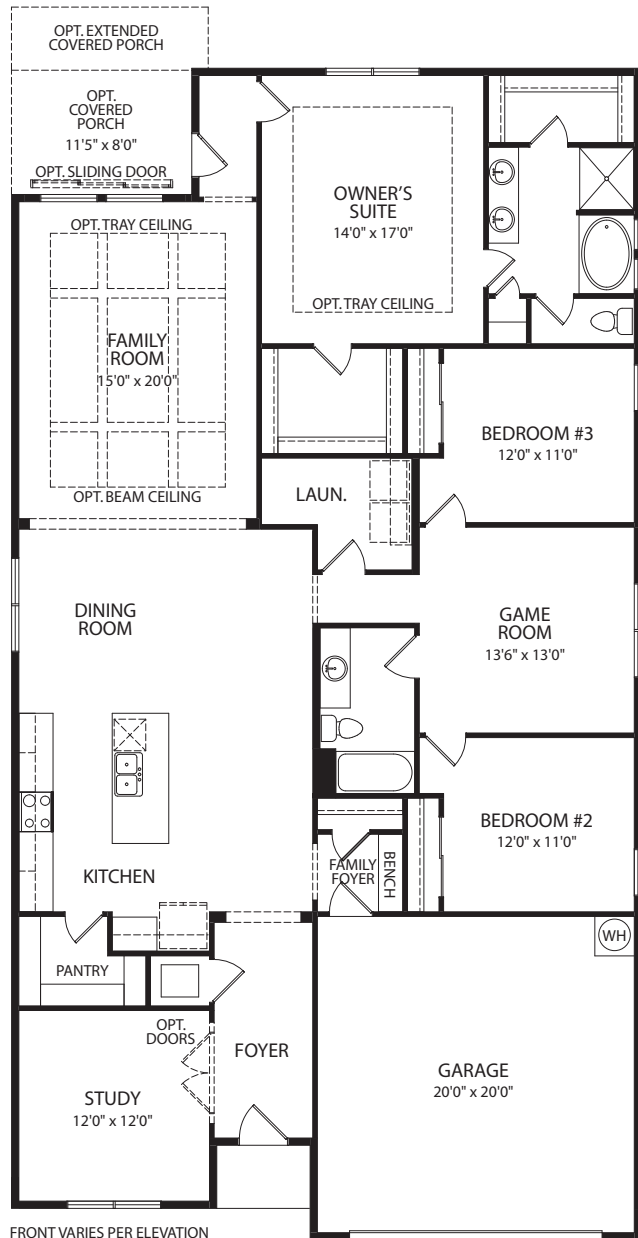 OPT. EXTENDED
COVERED PORCH
OPT.
COVERED
PORCH
11'5" x 8'0"
OPT. SLIDING DOOR
OWNER'S
SUITE
14'0" x 17'0"
OPT. TRAY CEILING
OPT. TRAY CEILING
FAMILY
ROOM
15'0" x 20'0"
OPT. BEAM CEILING
BEDROOM #3
12'0" x 11'0"
LAUN.
DINING
ROOM
GAME
ROOM
13'6" x 13'0"
KITCHEN
FAMILY
FOYER
BENCH
BEDROOM #2
12'0" x 11'0"
WH
PANTRY
OPT.
DOORS
FOYER
STUDY
12'0" x 12'0"
GARAGE
20'0" x 20'0"
FRONT VARIES PER ELEVATION